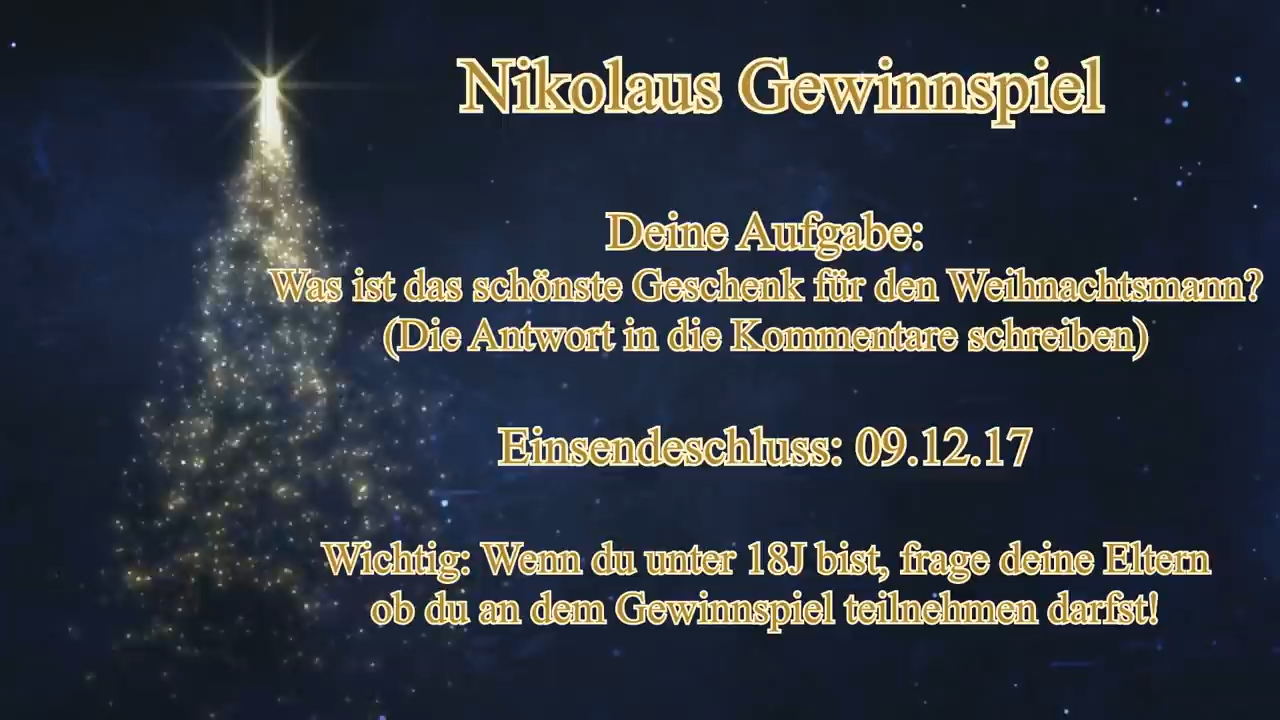 Nikolaus Gewinnspiel
Deine Aufgabe:
Was ist das schönste Geschenk für den Weihnachtsmann?
(Die Antwort in die Kommentare schreiben)
Einsendeschluss: 09.12.17
Wichtig: Wenn du unter 18J bist, frage deine Eltern
ob du an dem Gewinnspiel teilnehmen darfst!